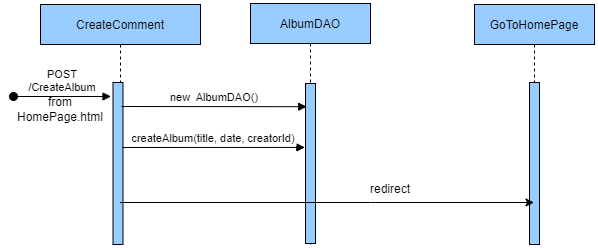 CreateComment
AlbumDAO
GoToHomePage
POST
/CreateAlbum
from
HomePage.html
new AlbumDAO()
createAlbum(title, date, creatorId)
redirect